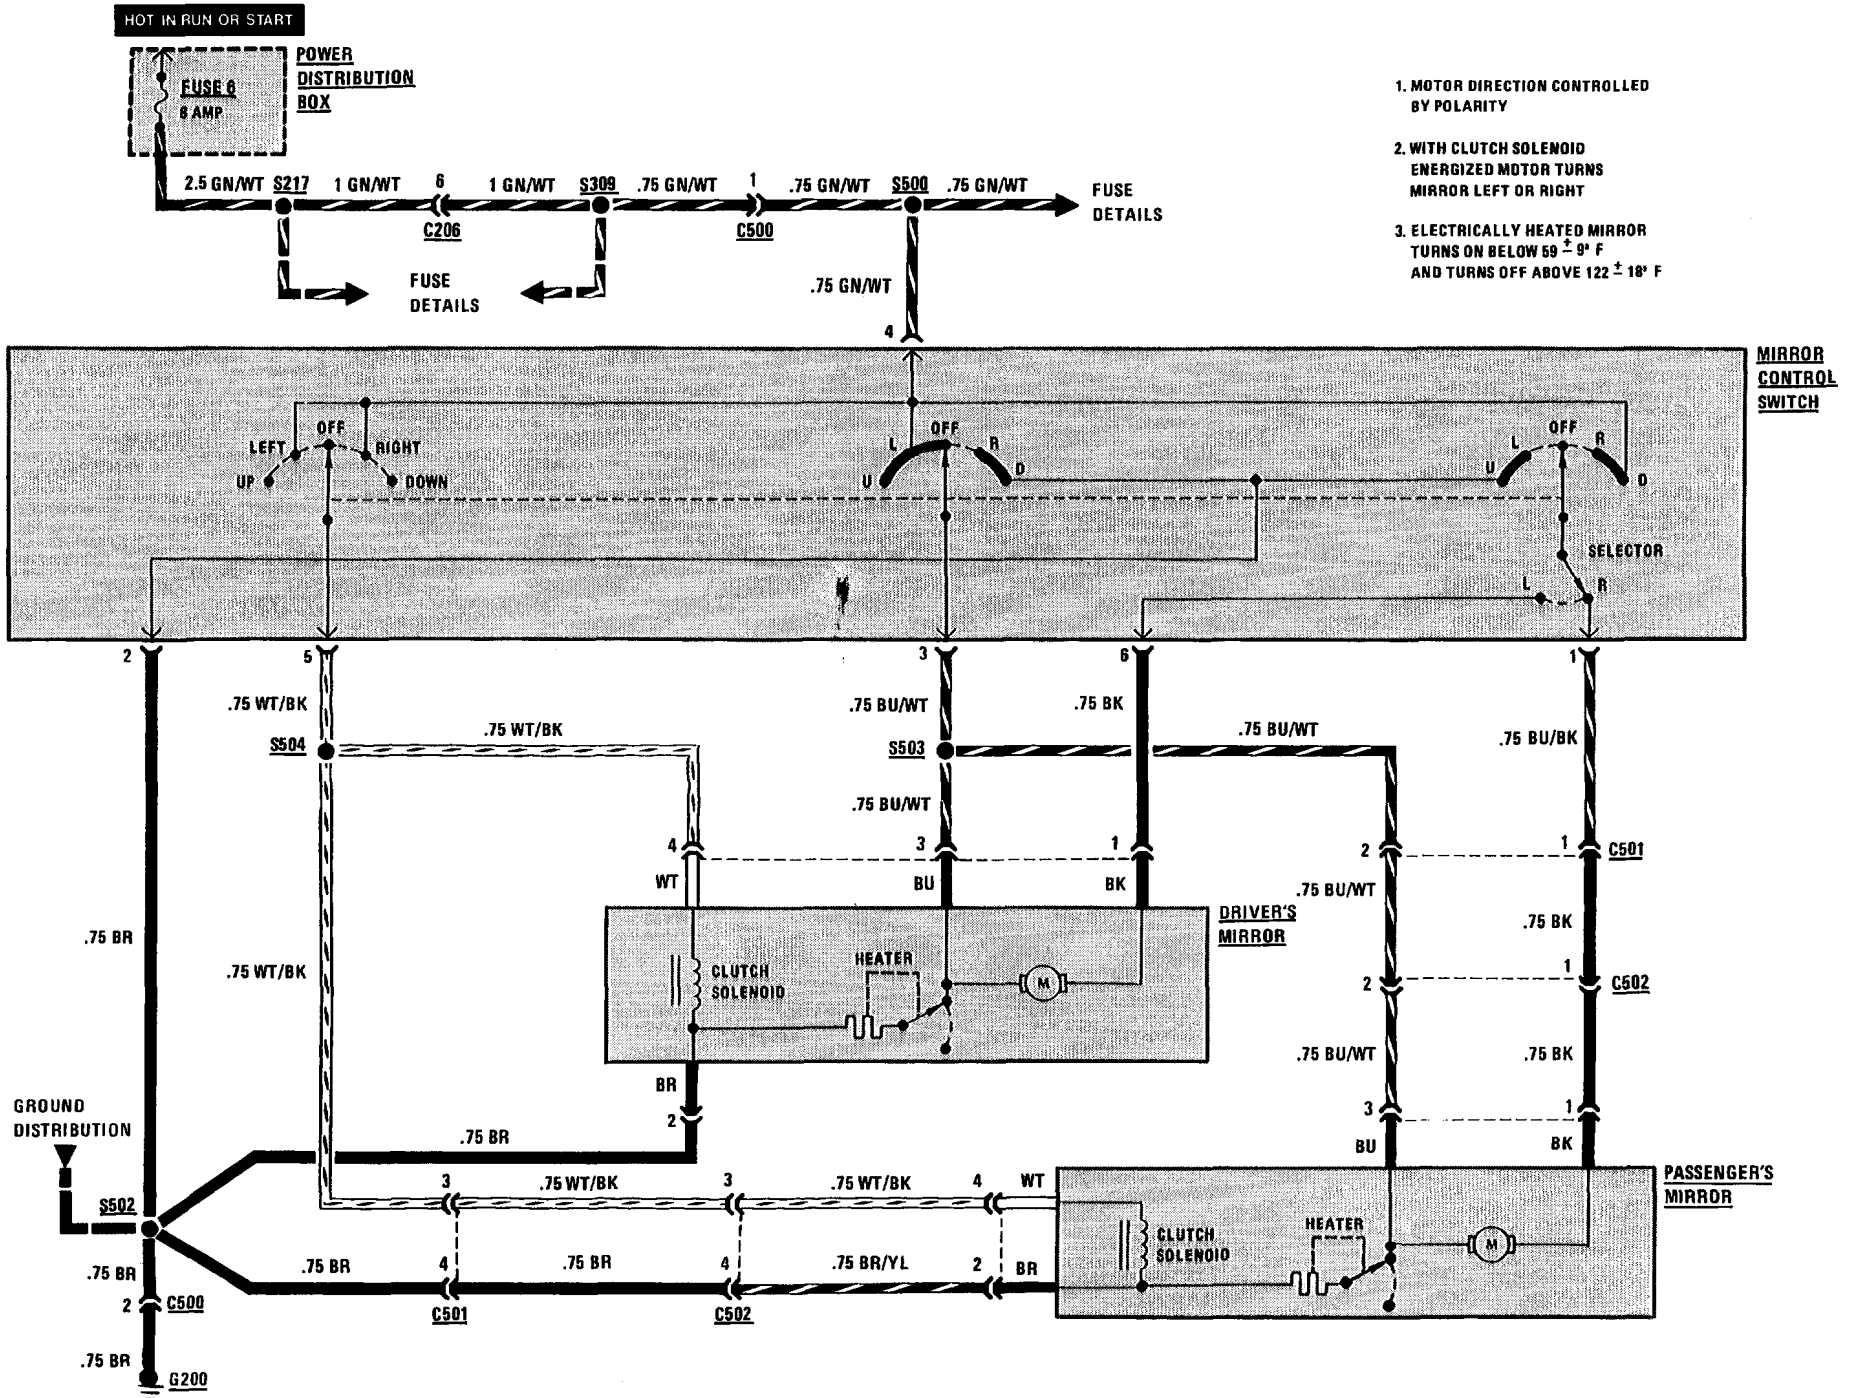 HOT IN RUN OR START
POWER
DISTRIBUTION
BOX
FUSE 6
8 AMP
1. MOTOR DIRECTION CONTROLLED
BY POLARITY
2. WITH CLUTCH SOLENOID
ENERGIZED MOTOR TURNS
MIRROR LEFT OR RIGHT
3. ELECTRICALLY HEATED MIRROR
TURNS ON BELOW 59 ± 9° F
AND TURNS OFF ABOVE 122 ± 18° F
2.5 GN/WT S217 1 GN/WT 6 1 GN/WT S309 .75 GN/WT 1 .75 GN/WT S500 .75 GN/WT
FUSE
DETAILS
C206
C500
FUSE
DETAILS
.75 GN/WT
4
MIRROR
CONTROL
SWITCH
OFF
LEFT RIGHT
UP DOWN
OFF
L R
U D
OFF
L R
U D
SELECTOR
L R
2 5 3 6 1
.75 WT/BK
.75 BU/WT
.75 BK
S504
.75 WT/BK
S503
.75 BU/WT
.75 BU/BK
.75 BU/WT
4 3 1 2 1 C501
WT BU BK
.75 BU/WT
DRIVER'S
MIRROR
.75 BR
.75 BK
.75 WT/BK
HEATER
CLUTCH
SOLENOID
M
1
2 C502
.75 BU/WT
.75 BK
BR
2
3 1
GROUND
DISTRIBUTION
.75 BR
BU BK
3 .75 WT/BK 3 .75 WT/BK 4 WT
PASSENGER'S
MIRROR
S502
HEATER
CLUTCH
SOLENOID
M
.75 BR
.75 BR 4 .75 BR 4 .75 BR/YL 2 BR
2 C500
C501
C502
.75 BR
G200